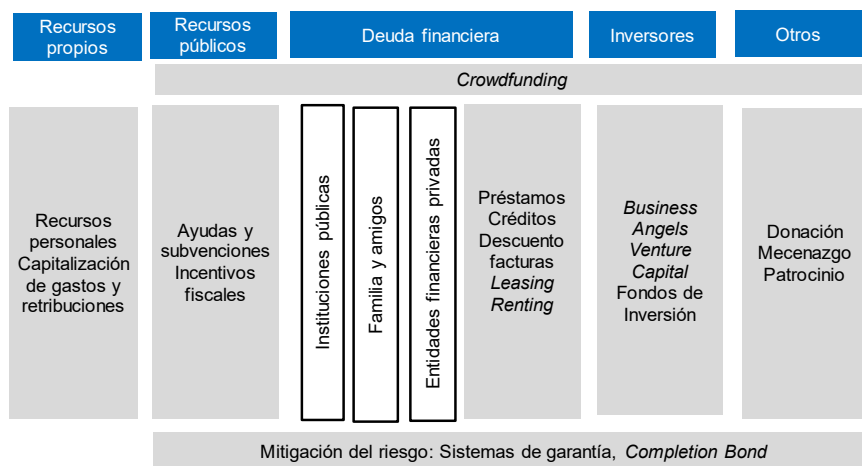 Recursos
propios
Recursos
públicos
Deuda financiera
Inversores
Otros
Crowdfunding
Recursos
personales
Capitalización
de gastos y
retribuciones
Ayudas y
subvenciones
Incentivos
fiscales
Instituciones públicas
Familia y amigos
Entidades financieras privadas
Préstamos
Créditos
Descuento
facturas
Leasing
Renting
Business
Angels
Venture
Capital
Fondos de
Inversión
Donación
Mecenazgo
Patrocinio
Mitigación del riesgo: Sistemas de garantía, Completion Bond